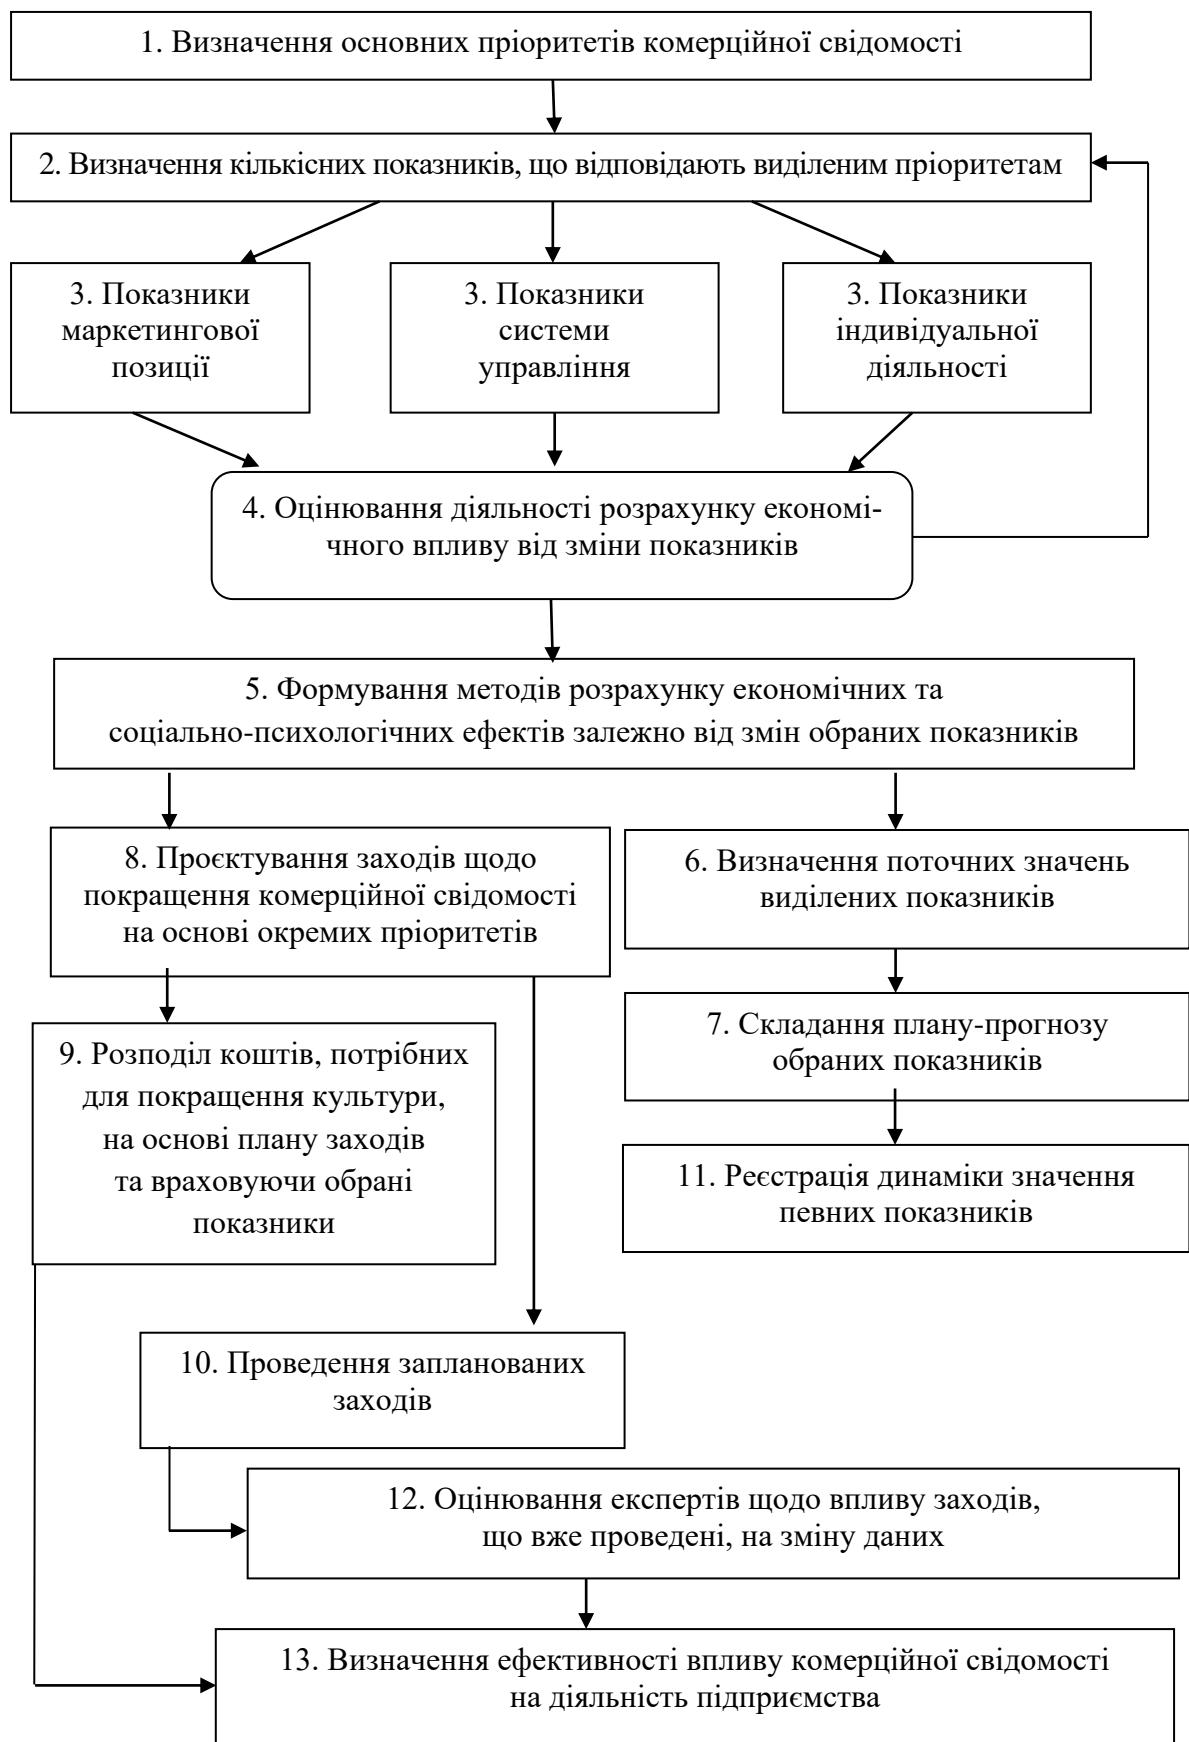 1. Визначення основних пріоритетів комерційної свідомості
2. Визначення кількісних показників, що відповідають виділеним пріоритетам
3. Показники
маркетингової
позиції
3. Показники
системи
управління
3. Показники
індивідуальної
діяльності
4. Оцінювання діяльності розрахунку економі-
чного впливу від зміни показників
5. Формування методів розрахунку економічних та
соціально-психологічних ефектів залежно від змін обраних показників
8. Проєктування заходів щодо
покращення комерційної свідомості
на основі окремих пріоритетів
6. Визначення поточних значень
виділених показників
7. Складання плану-прогнозу
обраних показників
9. Розподіл коштів, потрібних
для покращення культури,
на основі плану заходів
та враховуючи обрані
показники
11. Реєстрація динаміки значення
певних показників
10. Проведення запланованих
заходів
12. Оцінювання експертів щодо впливу заходів,
що вже проведені, на зміну даних
13. Визначення ефективності впливу комерційної свідомості
на діяльність підприємства